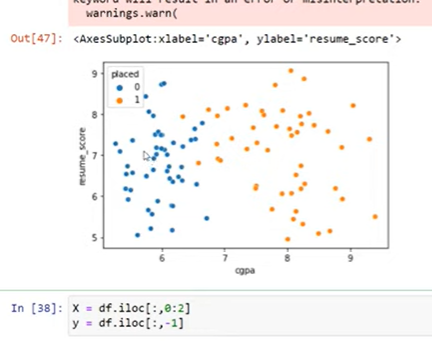 keyword will result in an error or misinterpretation.
warnings.warn(
Out[47]: <AxesSubplot:xlabel='cgpa', ylabel='resume_score'>
placed
0
1
9
8
7
6
5
resume_score
6 7 8 9
cgpa
In [38]: X = df.iloc[:,0:2]
y = df.iloc[:,-1]